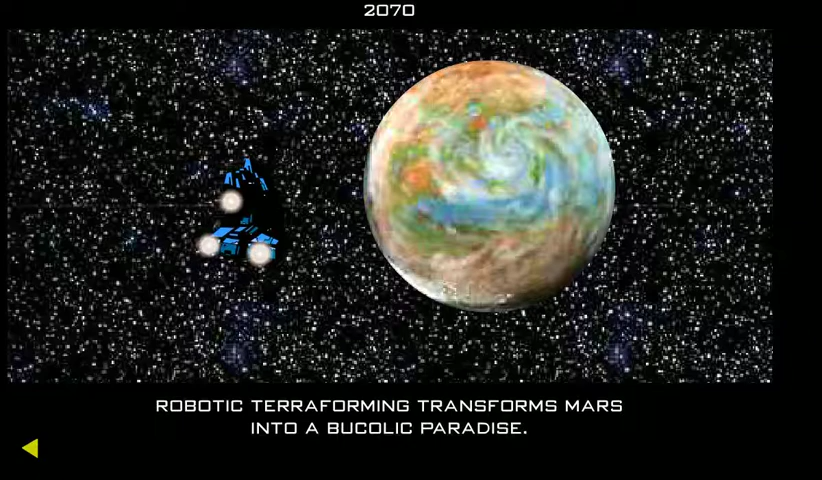 2070
ROBOTIC TERRAFORMING TRANSFORMS MARS
INTO A BUCOLIC PARADISE.